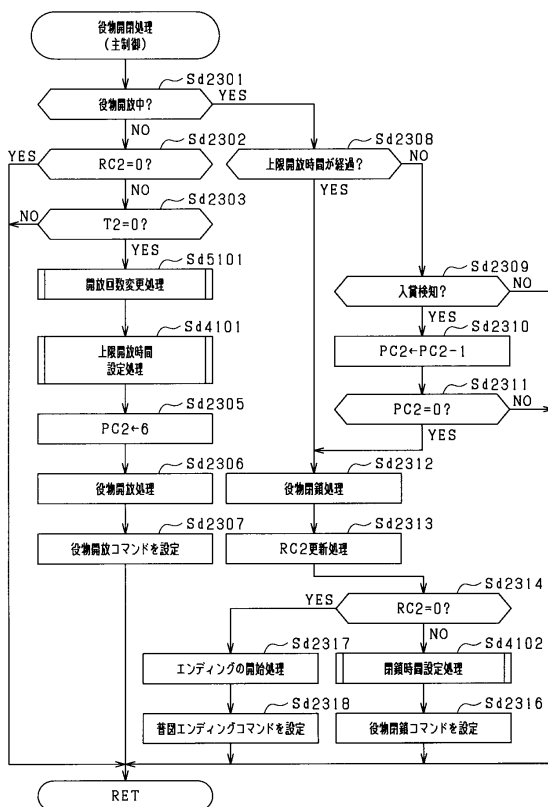 役物開閉処理
(主制御)
Sd2301
役物開放中?
YES
NO
Sd2302
YES
RC2=0?
NO
Sd2303
NO
T2=0?
YES
Sd5101
開放回数変更処理
Sd4101
上限開放時間
設定処理
Sd2305
PC2←6
Sd2306
役物開放処理
Sd2307
役物開放コマンドを設定
Sd2308
上限開放時間が経過?
NO
YES
Sd2309
入賞検知?
NO
YES
Sd2310
PC2←PC2-1
Sd2311
PC2=0?
NO
YES
Sd2312
役物閉鎖処理
Sd2313
RC2更新処理
Sd2314
YES
RC2=0?
NO
Sd2317
エンディングの開始処理
Sd4102
閉鎖時間設定処理
Sd2318
普図エンディングコマンドを設定
Sd2316
役物閉鎖コマンドを設定
RET